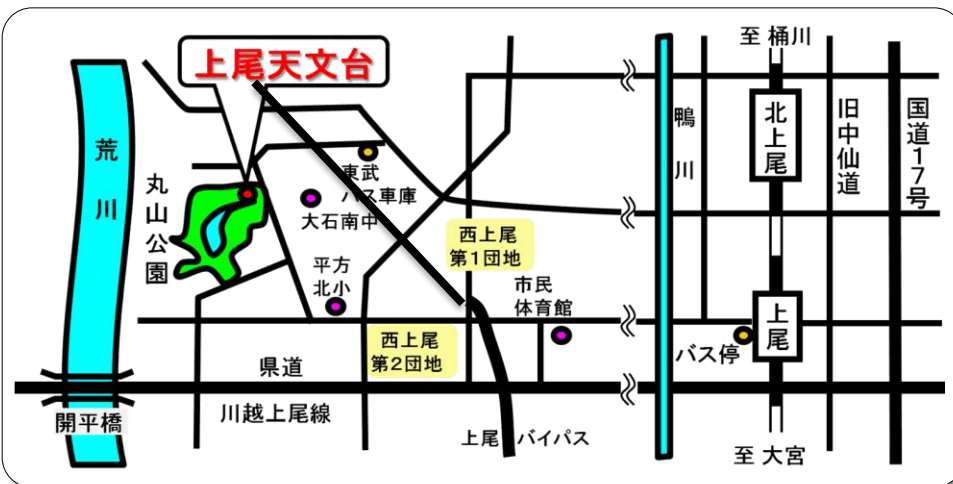 上尾天文台
至 桶川
荒川
丸山公園
東武
バス車庫
大石南中
鴨川
北上尾
旧中仙道
国道17号
西上尾
第1団地
平方
北小
市民
体育館
上尾
西上尾
第2団地
バス停
県道
川越上尾線
開平橋
上尾 バイパス
至 大宮